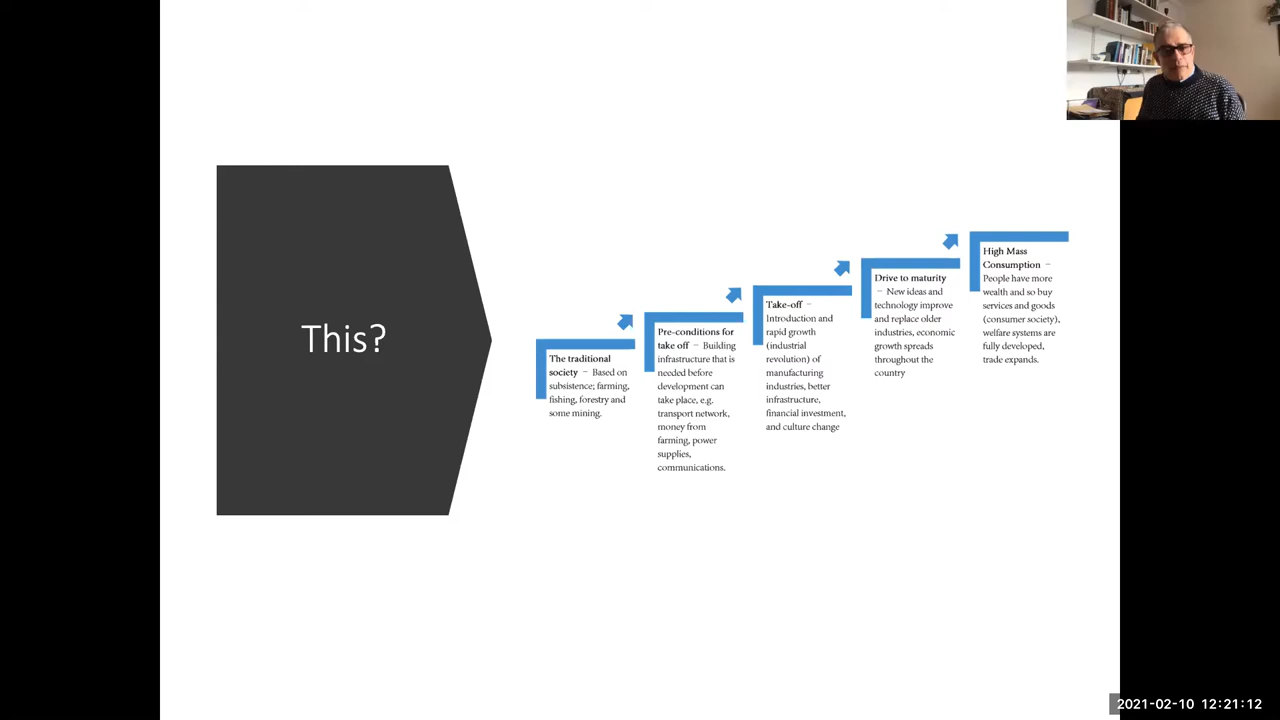 This?
The traditional
society – Based on
subsistence; farming,
fishing, forestry and
some mining.
Pre-conditions for
take off – Building
infrastructure that is
needed before
development can
take place, e.g.
transport network,
money from
farming, power
supplies,
communications.
Take-off –
Introduction and
rapid growth
(industrial
revolution) of
manufacturing
industries, better
infrastructure,
financial investment,
and culture change
Drive to maturity
– New ideas and
technology improve
and replace older
industries, economic
growth spreads
throughout the
country
High Mass
Consumption –
People have more
wealth and so buy
services and goods
(consumer society),
welfare systems are
fully developed,
trade expands.
2021-02-10 12:21:12